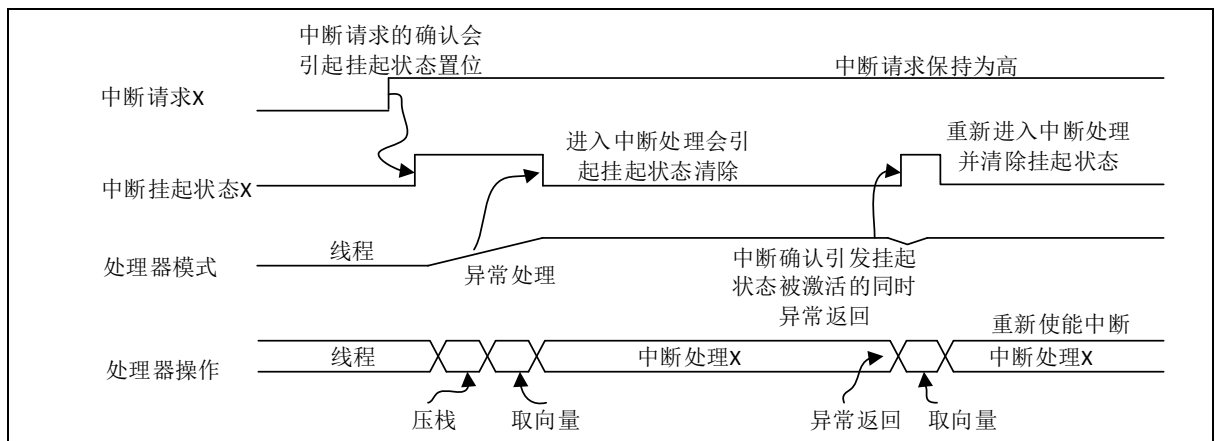 中断请求的确认会
引起挂起状态置位
中断请求保持为高
中断请求X
进入中断处理会引
起挂起状态清除
重新进入中断处理
并清除挂起状态
中断挂起状态X
线程
处理器模式
异常处理
中断确认引发挂起
状态被激活的同时
异常返回
重新使能中断
处理器操作
线程
中断处理X
中断处理X
压栈
取向量
异常返回
取向量